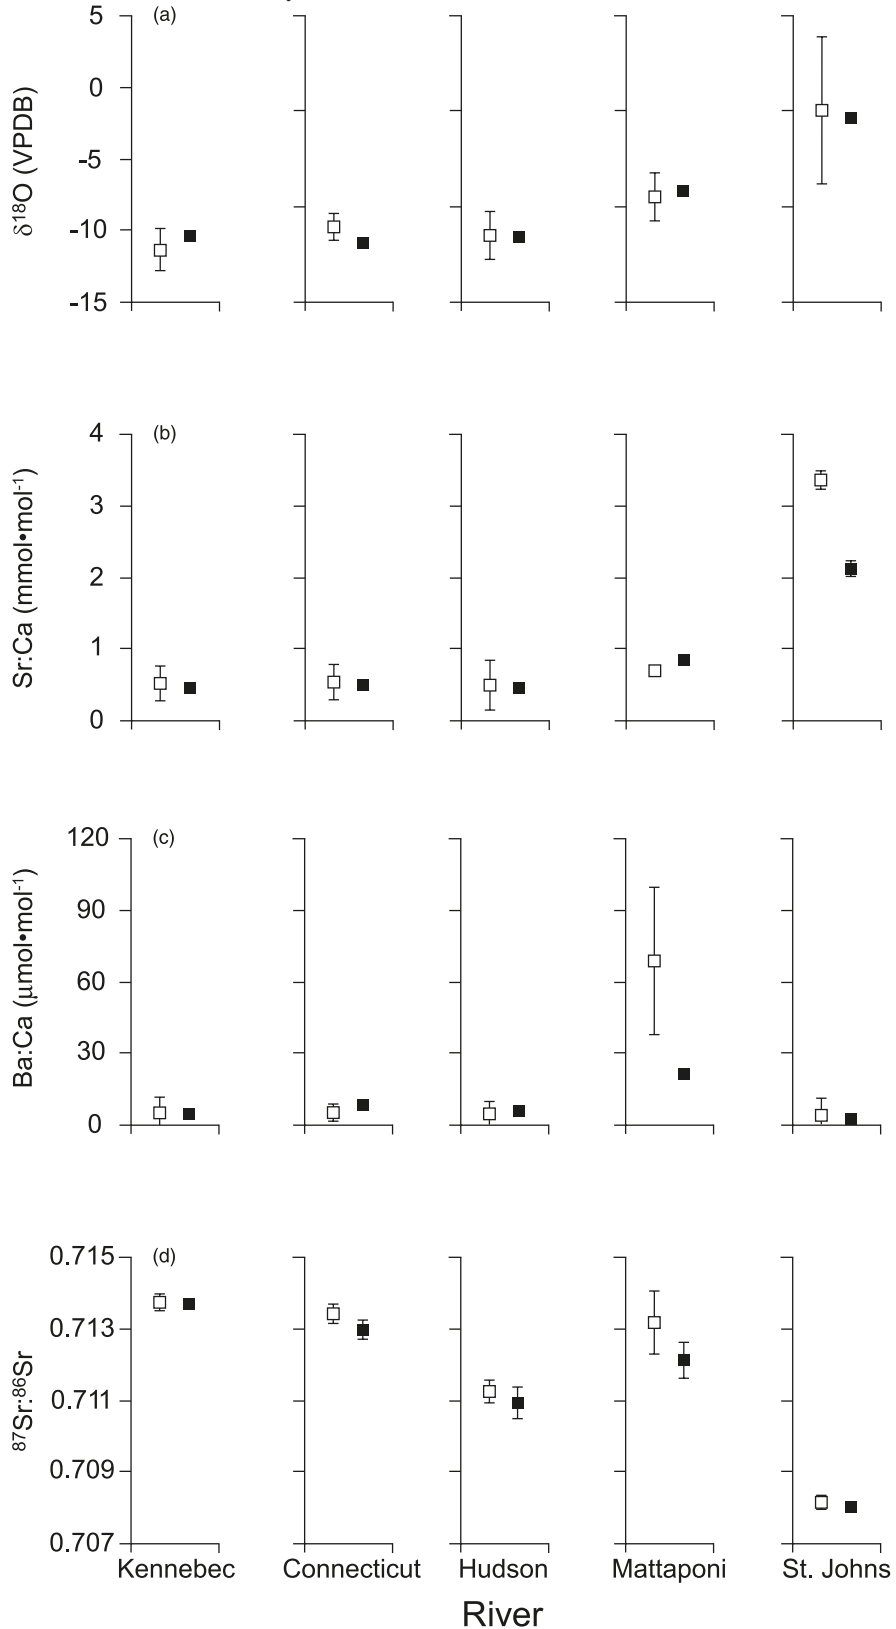 (a)
5
0
-5
-10
-15
δ¹⁸O (VPDB)
(b)
4
3
2
1
0
Sr:Ca (mmol•mol⁻¹)
(c)
120
90
60
30
0
Ba:Ca (µmol•mol⁻¹)
(d)
0.715
0.713
0.711
0.709
0.707
⁸⁷Sr:⁸⁶Sr
Kennebec Connecticut Hudson Mattaponi St. Johns
River